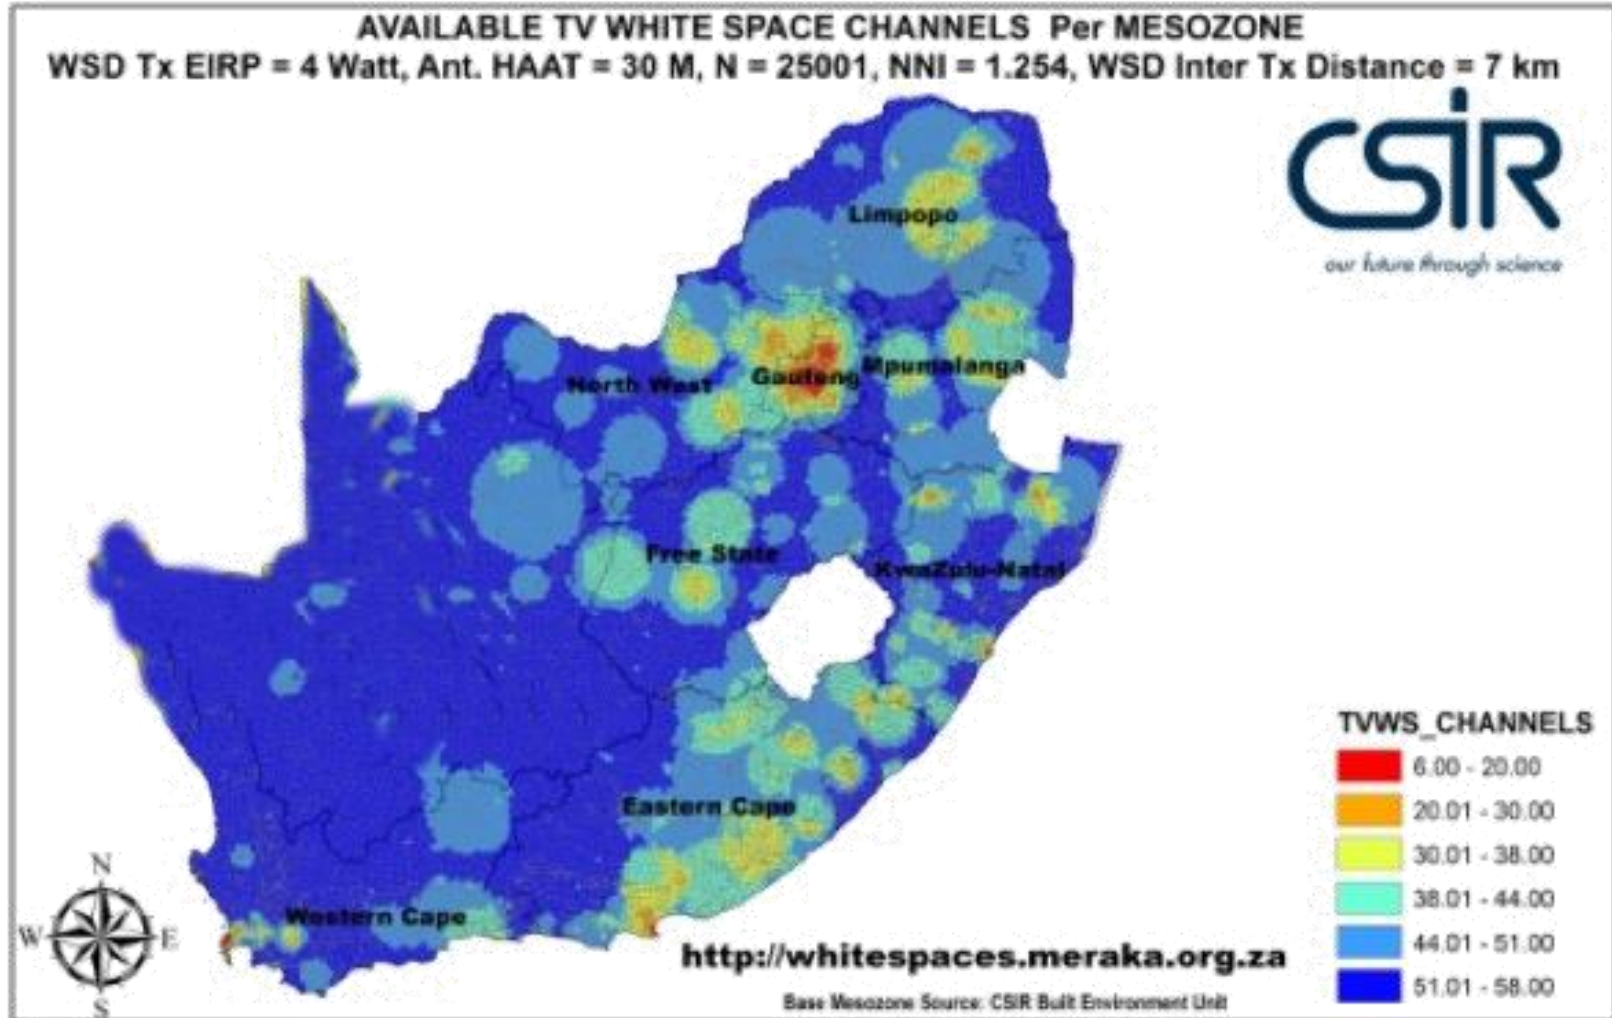 AVAILABLE TV WHITE SPACE CHANNELS Per MESOZONE
WSD Tx EIRP = 4 Watt, Ant. HAAT = 30 M, N = 25001, NNI = 1.254, WSD Inter Tx Distance = 7 km
CSIR
our future through science
Limpopo
North West
Gauteng
Mpumalanga
Free State
KwaZulu-Natal
Eastern Cape
Western Cape
TVWS_CHANNELS
6.00 - 20.00
20.01 - 30.00
30.01 - 38.00
38.01 - 44.00
44.01 - 51.00
51.01 - 58.00
N
W
E
S
http://whitespaces.meraka.org.za
Base Mesozone Source: CSIR Built Environment Unit